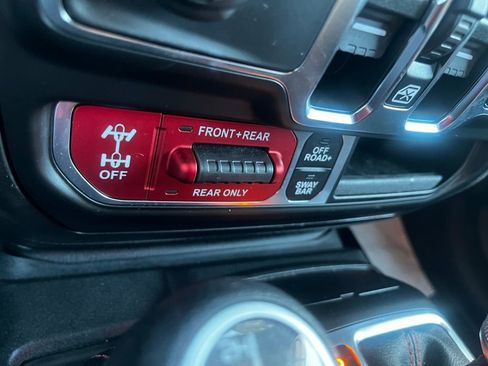 FRONT+REAR
OFF
REAR ONLY
OFF
ROAD+
SWAY
BAR